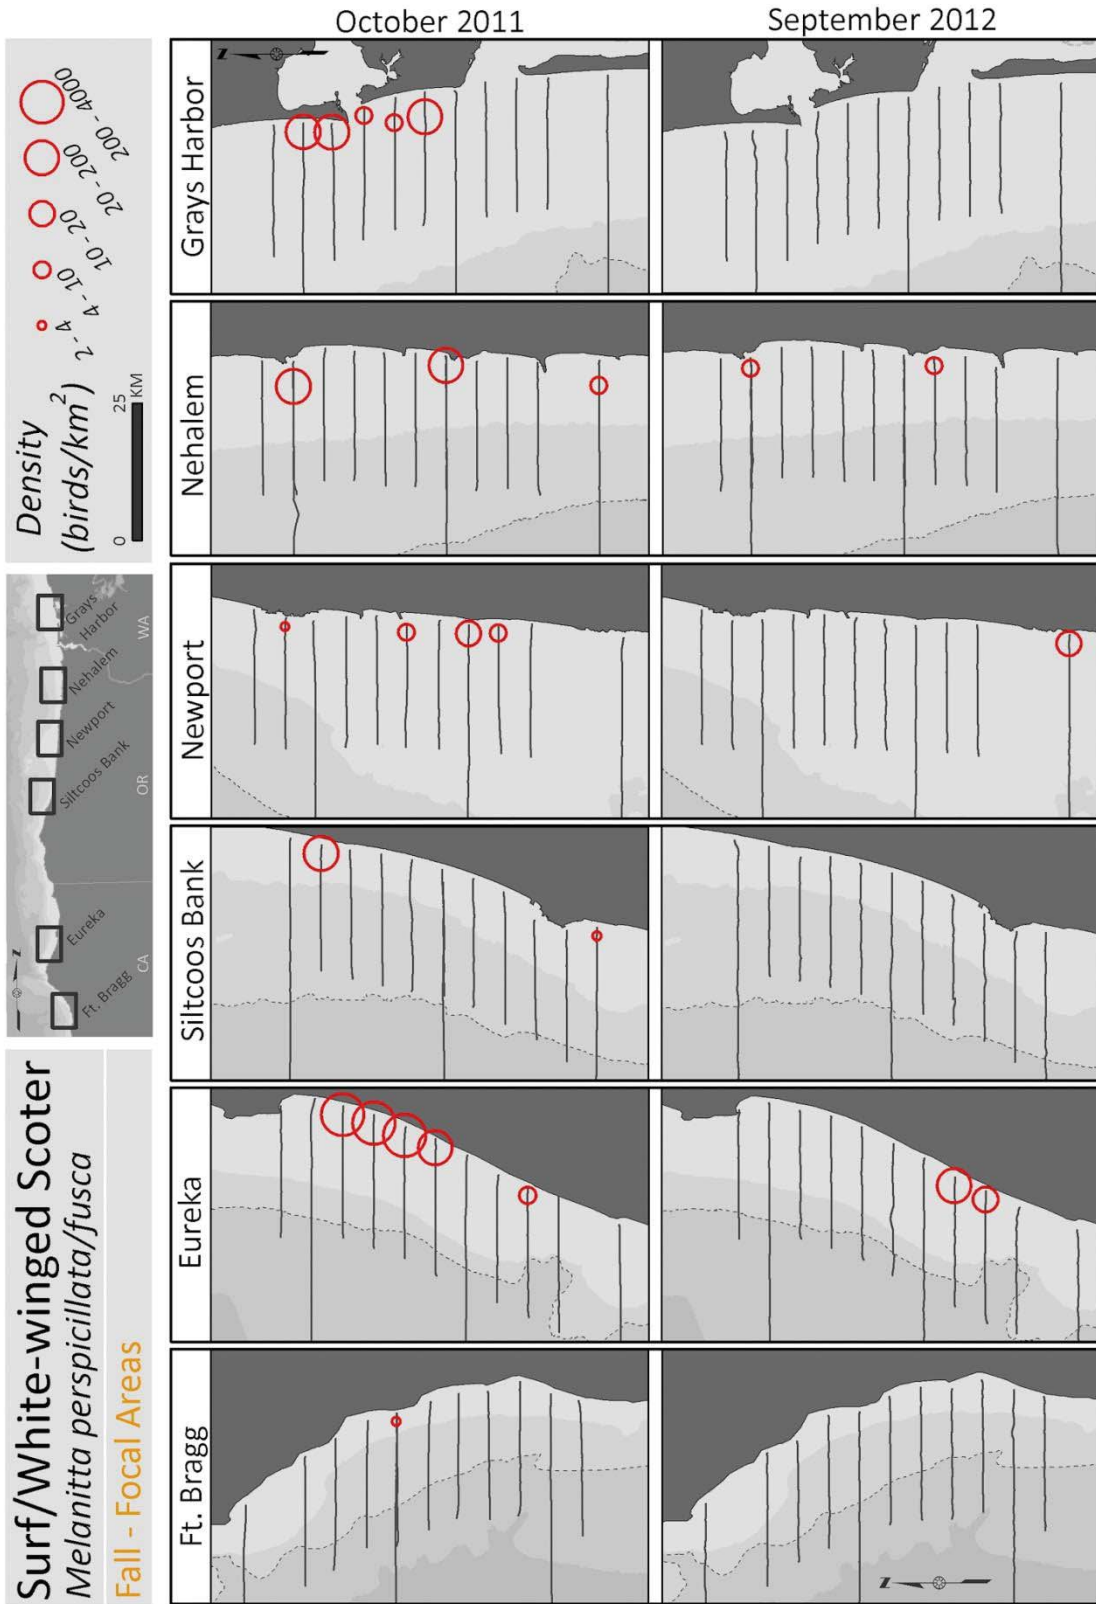 Surf/White-winged Scoter
Melanitta perspicillata/fusca
Fall - Focal Areas
N
Ft. Bragg
Eureka
Siltcoos Bank
Newport
Nehalem
Grays
Harbor
CA
OR
WA
Density
(birds/km²)
2 - 4
4 - 10
10 - 20
20 - 200
200 - 4000
0
25
KM
Ft. Bragg
Eureka
Siltcoos Bank
Newport
Nehalem
Grays Harbor
October 2011
September 2012
N
N